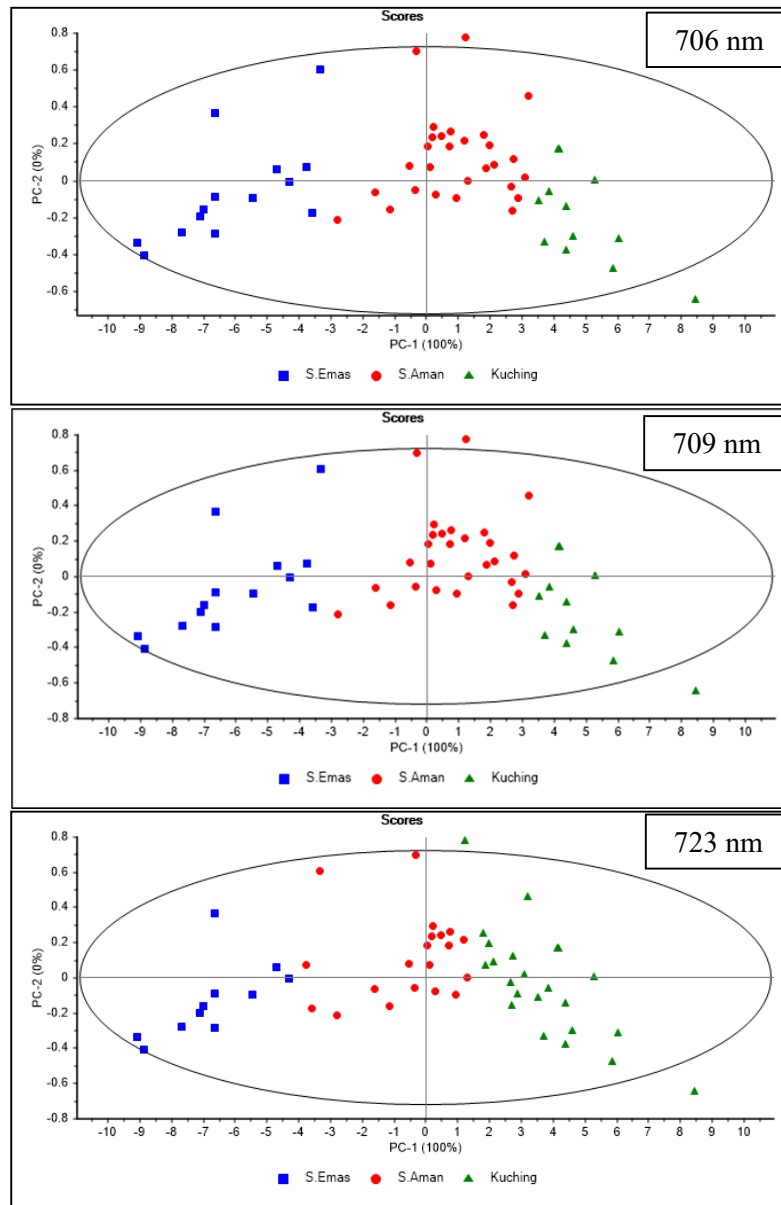 Scores
706 nm
0.8
0.6
0.4
0.2
0
-0.2
-0.4
-0.6
PC-2 (0%)
-10 -9 -8 -7 -6 -5 -4 -3 -2 -1 0 1 2 3 4 5 6 7 8 9 10
PC-1 (100%)
S.Emas S.Aman Kuching
Scores
709 nm
0.8
0.6
0.4
0.2
0
-0.2
-0.4
-0.6
-0.8
PC-2 (0%)
-10 -9 -8 -7 -6 -5 -4 -3 -2 -1 0 1 2 3 4 5 6 7 8 9 10
PC-1 (100%)
S.Emas S.Aman Kuching
Scores
723 nm
0.8
0.6
0.4
0.2
0
-0.2
-0.4
-0.6
-0.8
PC-2 (0%)
-10 -9 -8 -7 -6 -5 -4 -3 -2 -1 0 1 2 3 4 5 6 7 8 9 10
PC-1 (100%)
S.Emas S.Aman Kuching